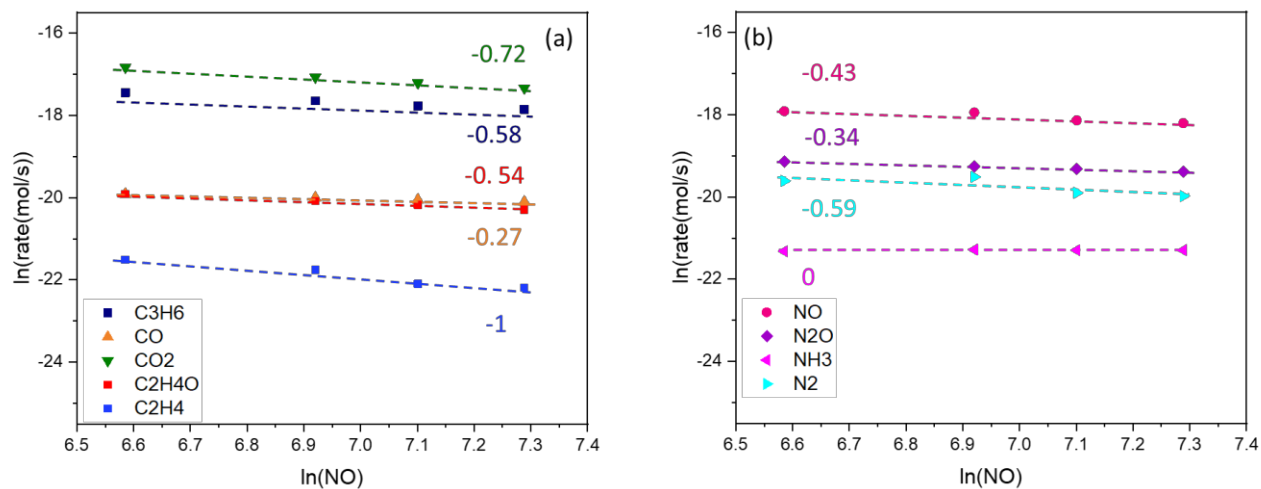 (a)
-16
-18
-20
-22
-24
ln(rate(mol/s))
-0.72
-0.58
-0. 54
-0.27
-1
C3H6
CO
CO2
C2H4O
C2H4
6.5 6.6 6.7 6.8 6.9 7.0 7.1 7.2 7.3 7.4
ln(NO)
(b)
-16
-18
-20
-22
-24
ln(rate(mol/s))
-0.43
-0.34
-0.59
0
NO
N2O
NH3
N2
6.5 6.6 6.7 6.8 6.9 7.0 7.1 7.2 7.3 7.4
ln(NO)